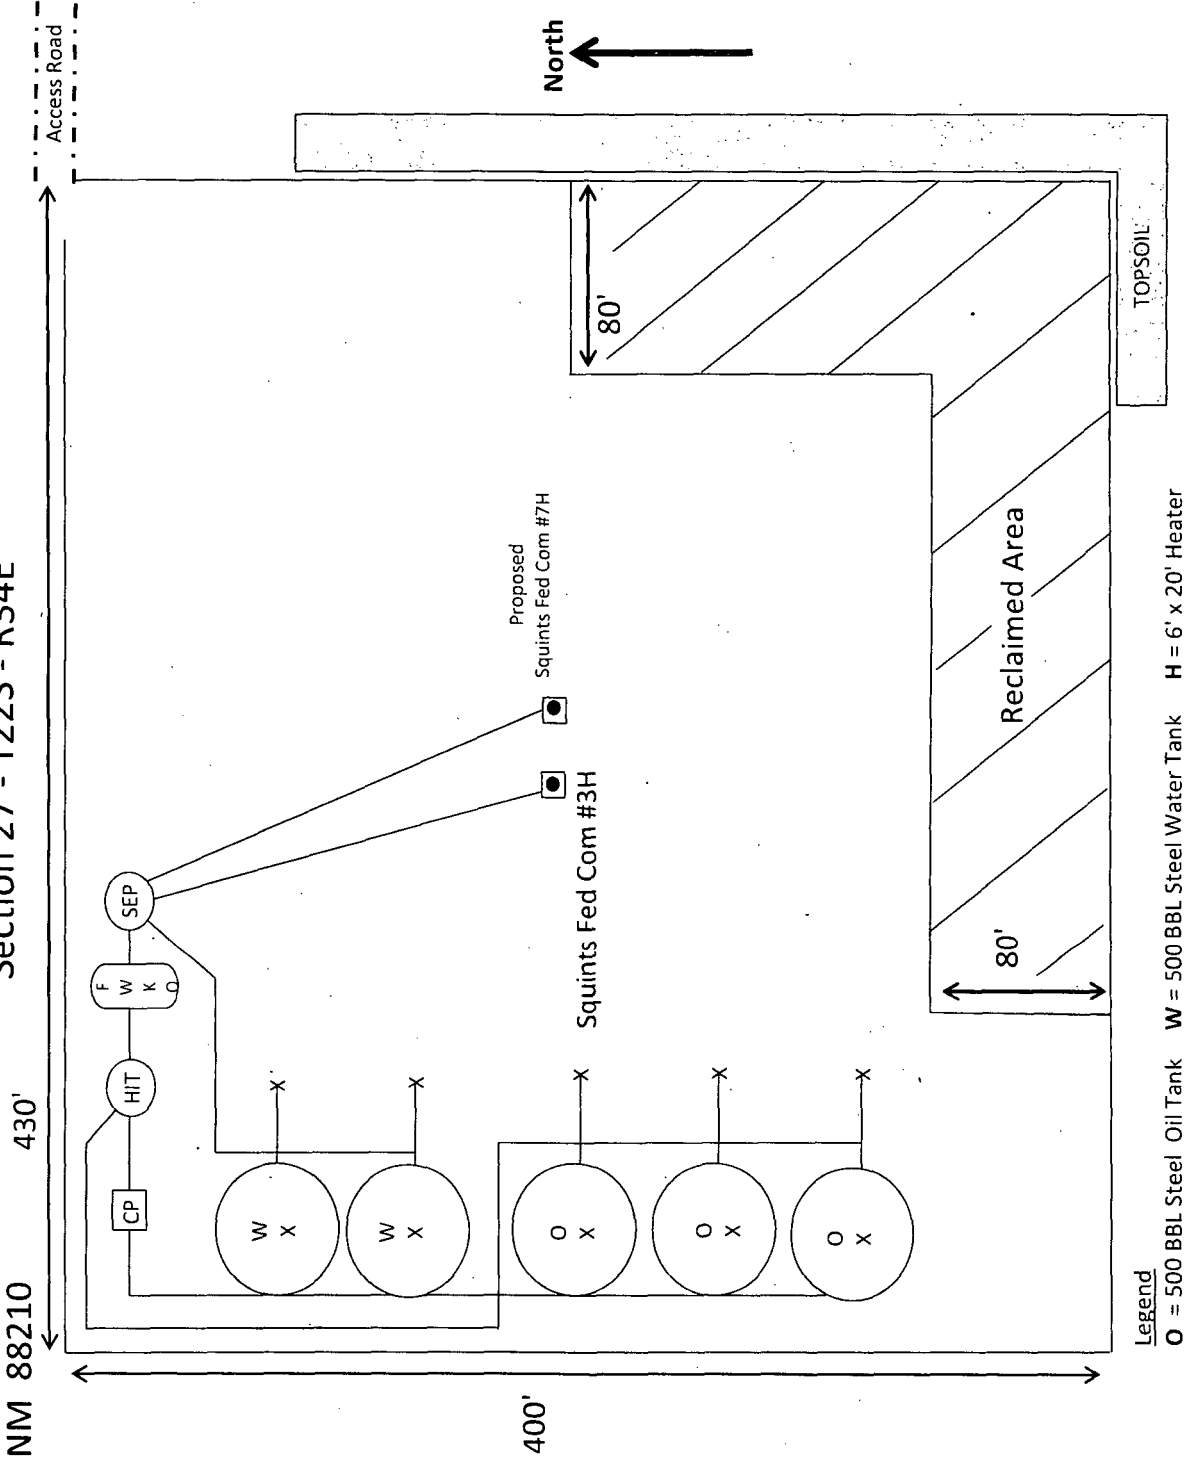 NM 88210
430'
Section 27 - T22S - R34E
Access Road
North
SEP
F
W
K
O
HIT
CP
W
X
X
W
X
X
O
X
X
O
X
X
O
X
X
Proposed
Squints Fed Com #7H
Squints Fed Com #3H
80'
80'
Reclaimed Area
TOPSOIL
400'
Legend
O = 500 BBL Steel Oil Tank W = 500 BBL Steel Water Tank H = 6' x 20' Heater